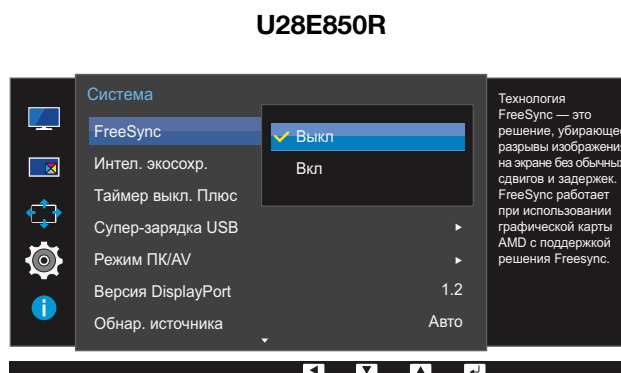 U28E850R
Система
FreeSync
Выкл
Вкл
Интел. экосохр.
Таймер выкл. Плюс
Супер-зарядка USB
Режим ПК/AV
Версия DisplayPort 1.2
Обнар. источника Авто
Технология
FreeSync — это
решение, убирающе
разрывы изображени
на экране без обычны
сдвигов и задержек.
FreeSync работает
при использовании
графической карты
AMD с поддержкой
решения Freesync.